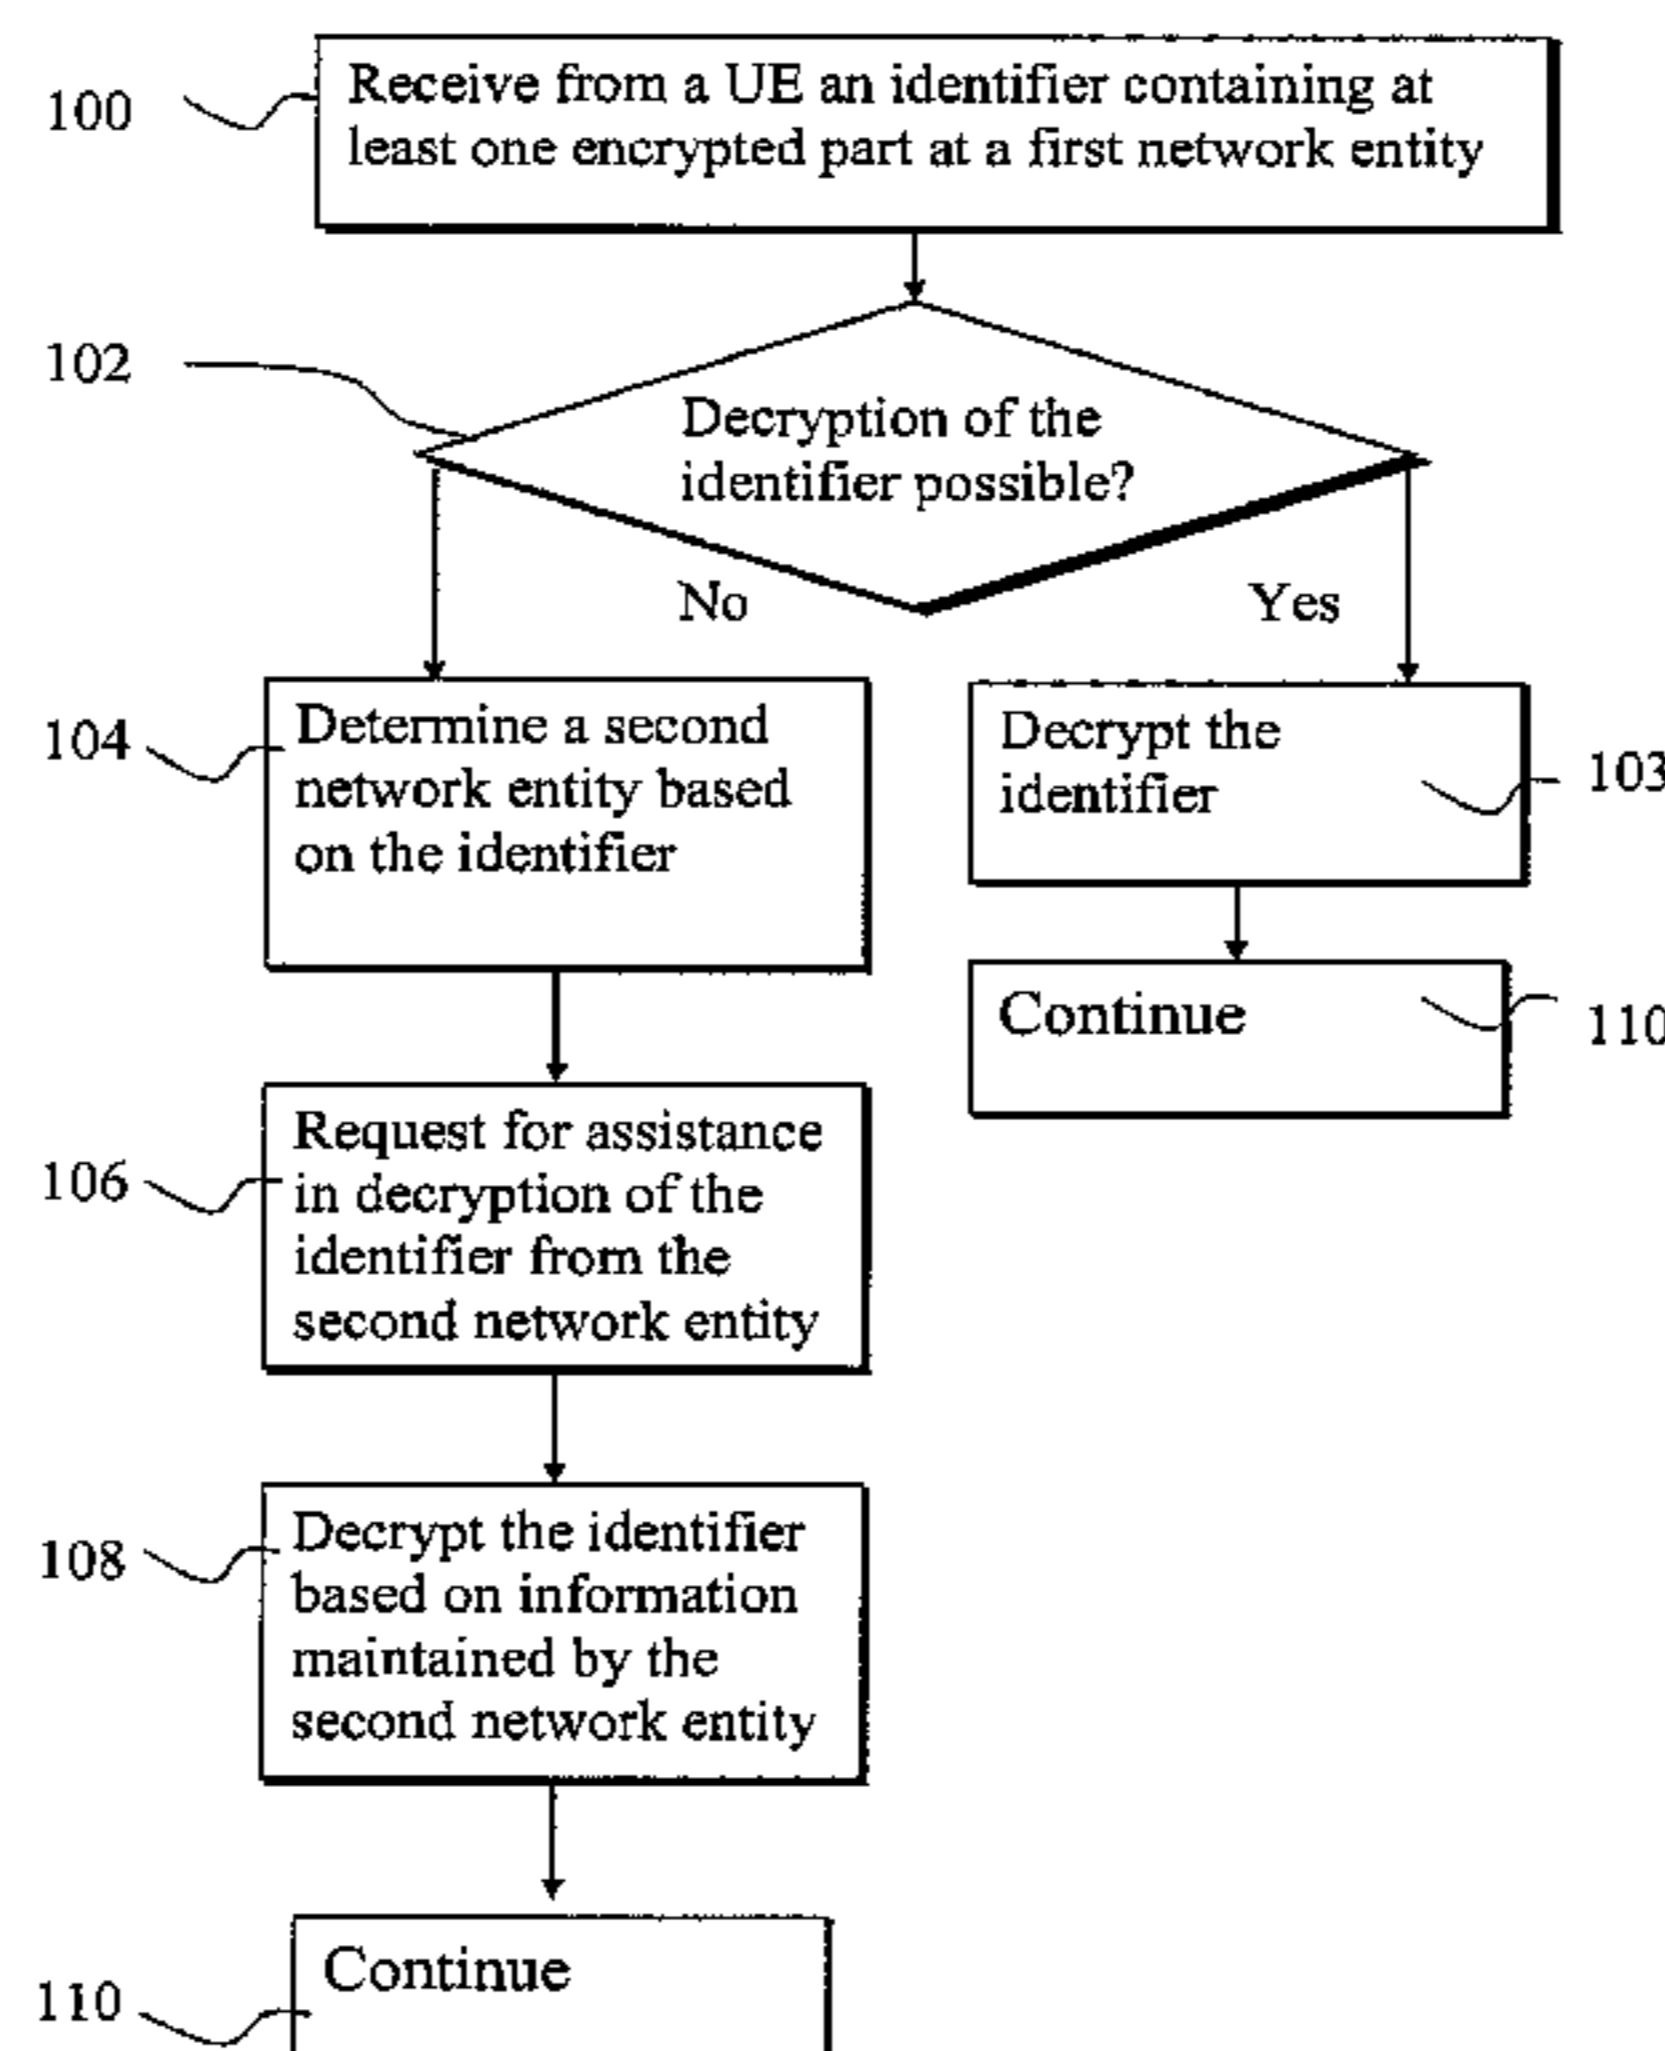 100
Receive from a UE an identifier containing at
least one encrypted part at a first network entity
102
Decryption of the
identifier possible?
No
Yes
104
Determine a second
network entity based
on the identifier
Decrypt the
identifier
103
Continue
110
106
Request for assistance
in decryption of the
identifier from the
second network entity
108
Decrypt the identifier
based on information
maintained by the
second network entity
110
Continue